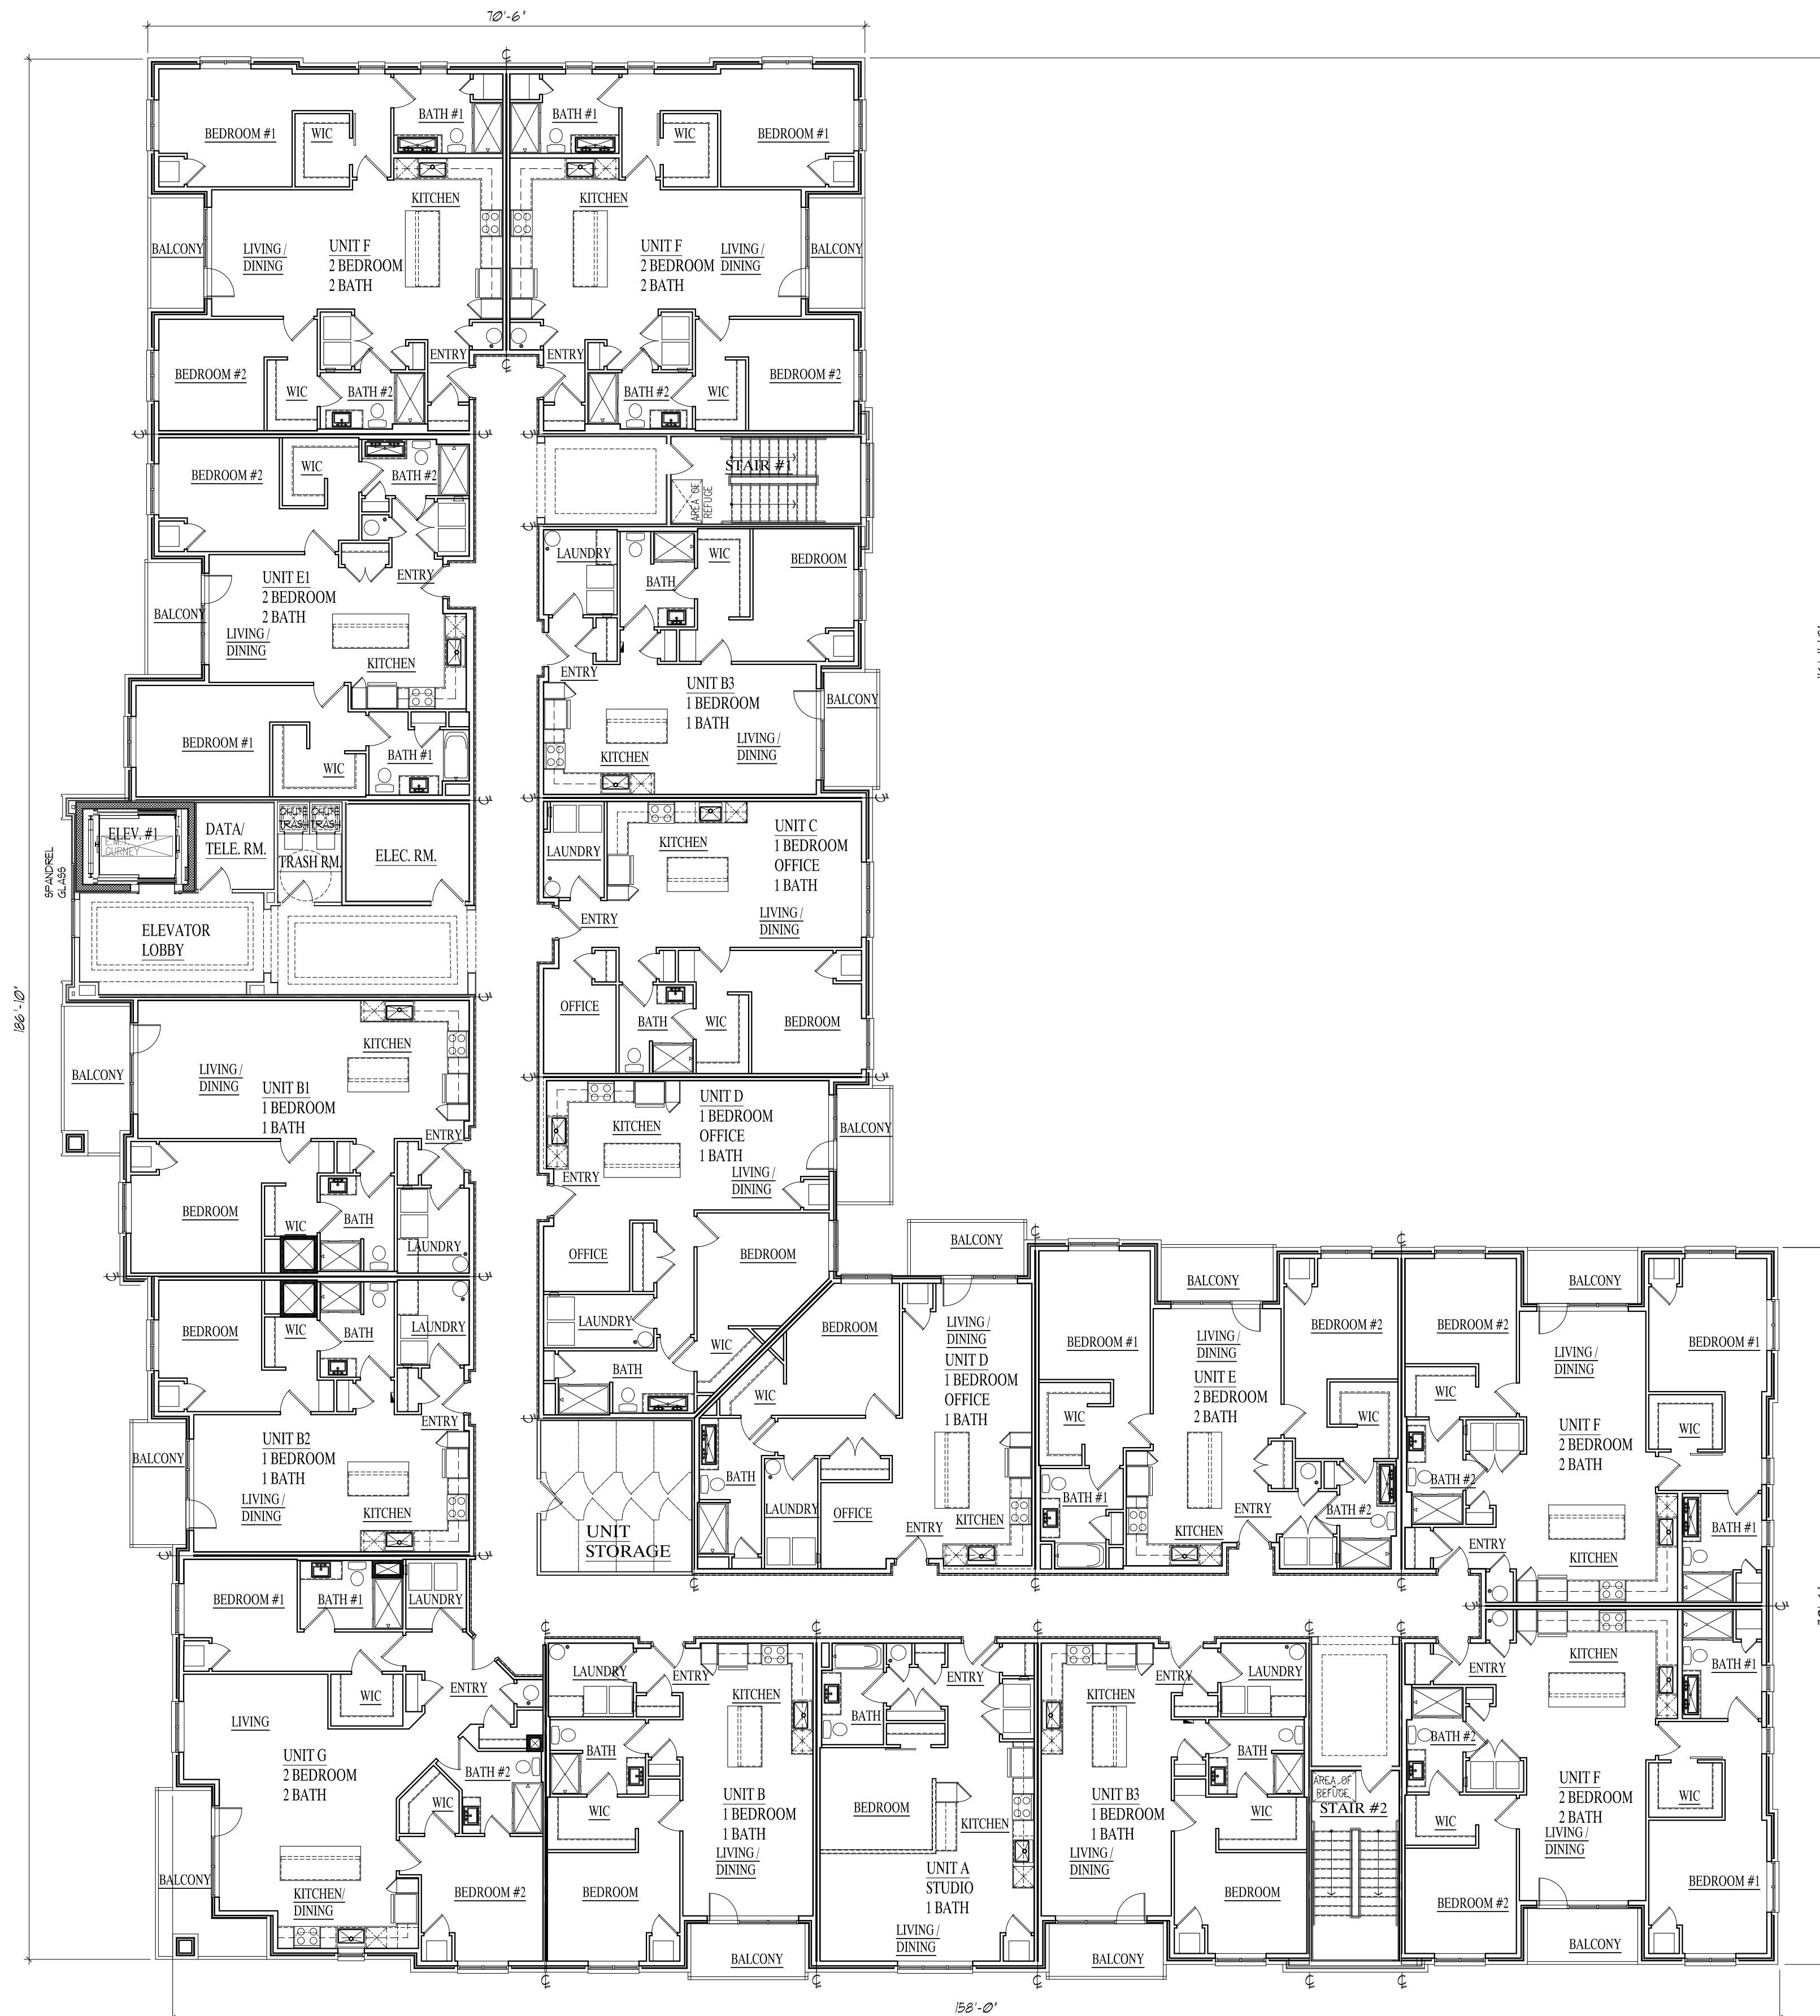 70'-6"
BATH #1
BATH #1
BEDROOM #1
WIC
WIC
BEDROOM #1
KITCHEN
KITCHEN
BALCONY
LIVING /
DINING
UNIT F
2 BEDROOM
2 BATH
UNIT F
2 BEDROOM
2 BATH
LIVING /
DINING
BALCONY
ENTRY
ENTRY
BEDROOM #2
WIC
BATH #2
BATH #2
WIC
BEDROOM #2
BEDROOM #2
WIC
BATH #2
STAIR #1
AREA OF
REFUGE
LAUNDRY
BATH
WIC
BEDROOM
UNIT E1
2 BEDROOM
2 BATH
ENTRY
BALCONY
LIVING /
DINING
KITCHEN
ENTRY
UNIT B3
1 BEDROOM
1 BATH
BALCONY
LIVING /
DINING
KITCHEN
BEDROOM #1
WIC
BATH #1
ELEV. #1
E.M.T.
GURNEY
DATA/
TELE. RM.
CHUTE
TRASH
CHUTE
TRASH
TRASH RM.
ELEC. RM.
SPANDREL
GLASS
ELEVATOR
LOBBY
LAUNDRY
KITCHEN
UNIT C
1 BEDROOM
OFFICE
1 BATH
ENTRY
LIVING /
DINING
OFFICE
BATH
WIC
BEDROOM
186'-10"
KITCHEN
BALCONY
LIVING /
DINING
UNIT B1
1 BEDROOM
1 BATH
ENTRY
KITCHEN
UNIT D
1 BEDROOM
OFFICE
1 BATH
BALCONY
ENTRY
LIVING /
DINING
BEDROOM
WIC
BATH
LAUNDRY
OFFICE
BEDROOM
LAUNDRY
WIC
BATH
BEDROOM
WIC
BATH
LAUNDRY
ENTRY
BALCONY
UNIT B2
1 BEDROOM
1 BATH
LIVING /
DINING
KITCHEN
UNIT
STORAGE
BALCONY
BEDROOM
LIVING /
DINING
UNIT D
1 BEDROOM
OFFICE
1 BATH
WIC
BATH
LAUNDRY
OFFICE
ENTRY
KITCHEN
BALCONY
BEDROOM #1
LIVING /
DINING
UNIT E
2 BEDROOM
2 BATH
BEDROOM #2
WIC
WIC
BATH #1
KITCHEN
ENTRY
BATH #2
BALCONY
BEDROOM #2
LIVING /
DINING
BEDROOM #1
WIC
UNIT F
2 BEDROOM
2 BATH
WIC
BATH #2
BATH #1
ENTRY
KITCHEN
BEDROOM #1
BATH #1
LAUNDRY
WIC
ENTRY
LIVING
UNIT G
2 BEDROOM
2 BATH
BATH #2
WIC
BALCONY
KITCHEN/
DINING
BEDROOM #2
LAUNDRY
ENTRY
KITCHEN
BATH
WIC
UNIT B
1 BEDROOM
1 BATH
LIVING /
DINING
BEDROOM
BALCONY
ENTRY
BATH
BEDROOM
KITCHEN
UNIT A
STUDIO
1 BATH
LIVING /
DINING
ENTRY
LAUNDRY
KITCHEN
BATH
WIC
UNIT B3
1 BEDROOM
1 BATH
LIVING /
DINING
BEDROOM
BALCONY
AREA OF
REFUGE
STAIR #2
ENTRY
KITCHEN
BATH #1
BATH #2
UNIT F
2 BEDROOM
2 BATH
WIC
WIC
LIVING /
DINING
BEDROOM #2
BEDROOM #1
BALCONY
158'-0"